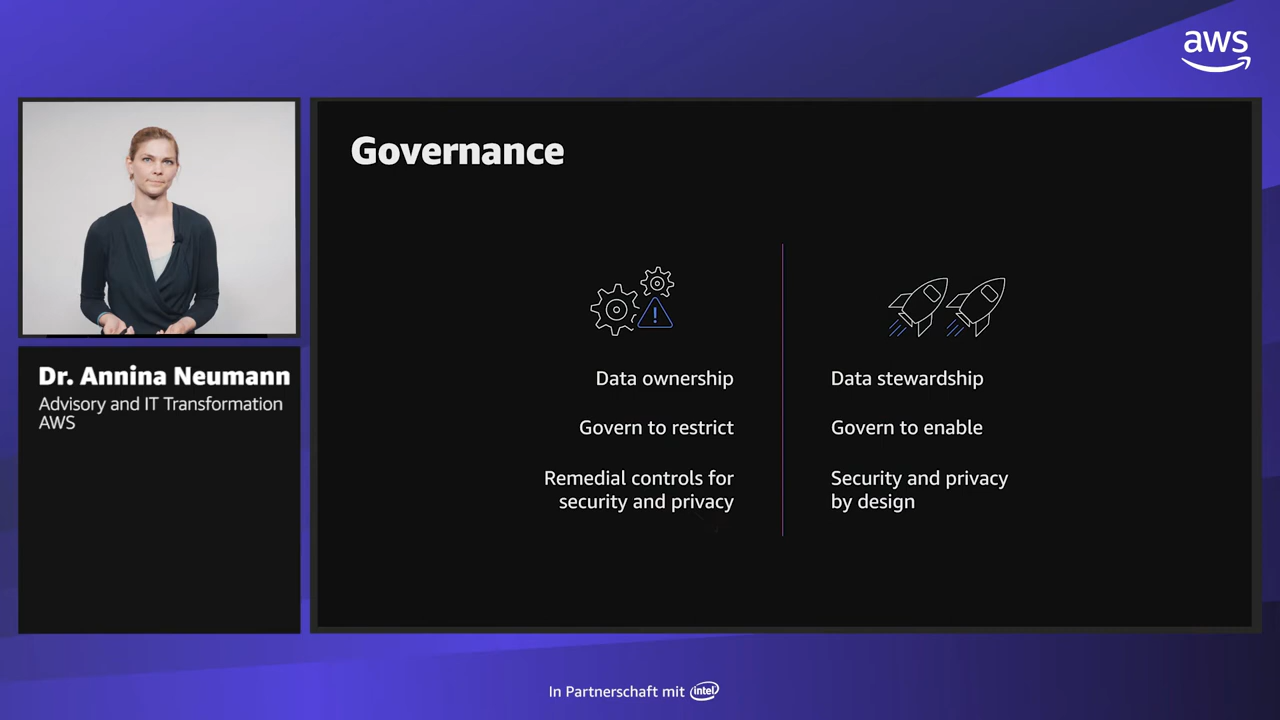 aws
Governance
Dr. Annina Neumann
Advisory and IT Transformation
AWS
Data ownership
Govern to restrict
Remedial controls for
security and privacy
Data stewardship
Govern to enable
Security and privacy
by design
In Partnerschaft mit intel